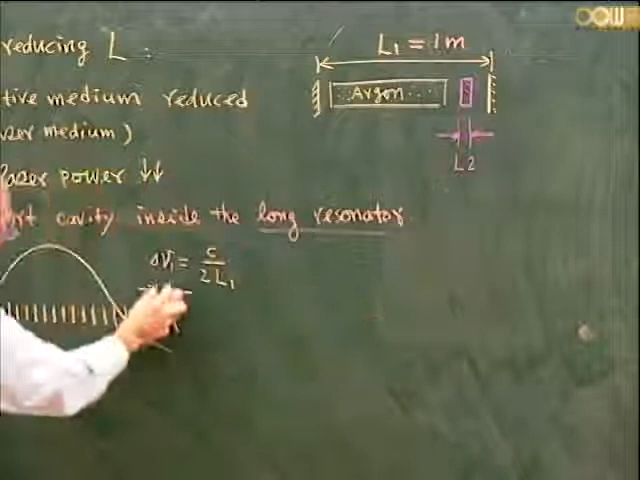 reducing L :
L₁ = 1m
Argon
tive medium reduced
ser medium)
L2
laser power ↓↓
rt cavity inside the long resonator.
Δν₁ = c / 2L₁